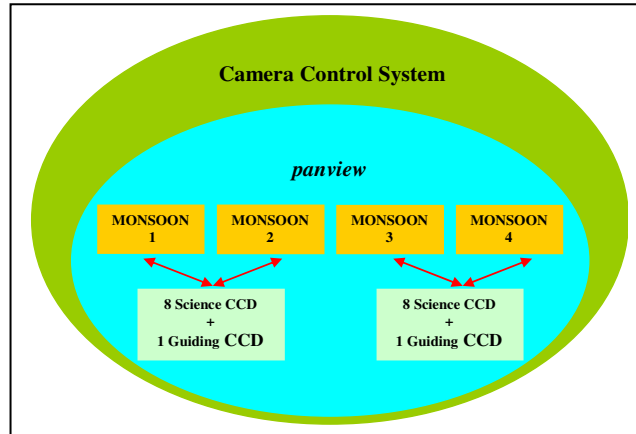 Camera Control System
panview
MONSOON
1
MONSOON
2
MONSOON
3
MONSOON
4
8 Science CCD
+
1 Guiding CCD
8 Science CCD
+
1 Guiding CCD